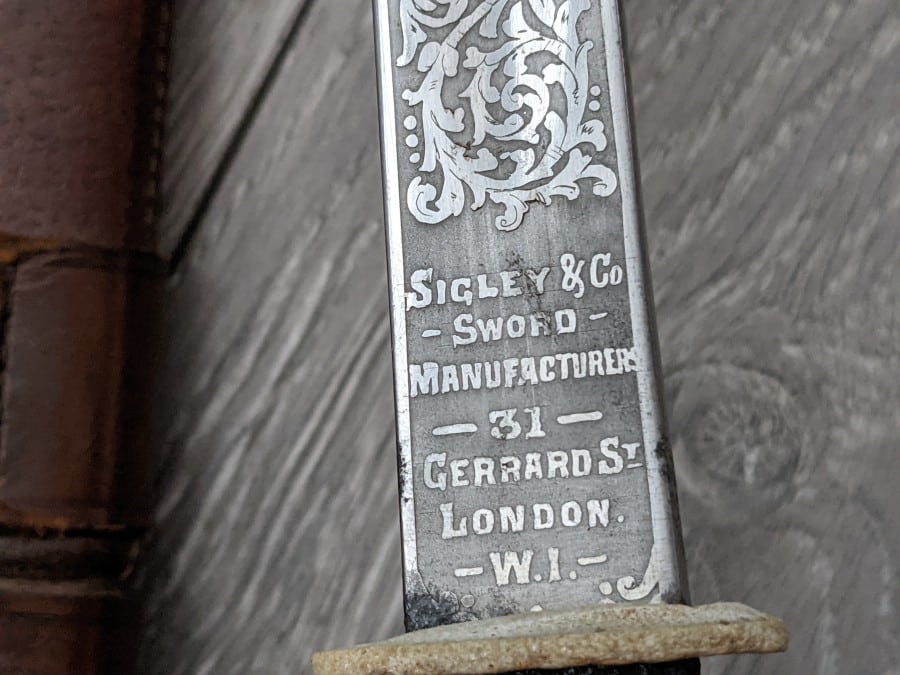 SIGLEY & Co
- SWORD -
MANUFACTURERS
- 31 -
GERRARD ST
LONDON.
- W.1. -